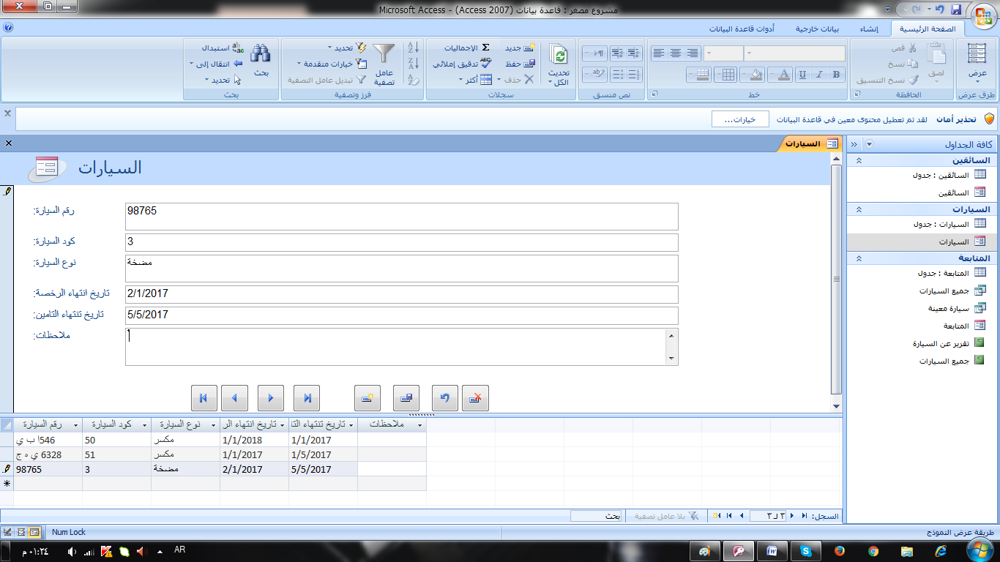 مشروع مصغر : قاعدة بيانات (Access 2007) - Microsoft Access
الصفحة الرئيسية
إنشاء
بيانات خارجية
أدوات قاعدة البيانات
عرض
طرق عرض
لصق
قص
نسخ
نسخ التنسيق
الحافظة
B I U A
خط
نص منسق
تحديث الكل
جديد
حفظ
حذف
الإجماليات
تدقيق إملائي
أكثر
سجلات
عامل تصفية
تحديد
خيارات متقدمة
تبديل عامل التصفية
فرز وتصفية
بحث
استبدال
انتقال إلى
تحديد
بحث
تحذير أمان
لقد تم تعطيل محتوى معين في قاعدة البيانات
خيارات...
كافة الجداول
السائقين
السائقين : جدول
السائقين
السيارات
السيارات : جدول
السيارات
المتابعة
المتابعة : جدول
جميع السيارات
سيارة معينة
المتابعة
تقرير عن السيارة
جميع السيارات
السيارات
السيارات
رقم السيارة:
98765
كود السيارة:
3
نوع السيارة:
مضخة
تاريخ انتهاء الرخصة:
2/1/2017
تاريخ تنتهاء التامين:
5/5/2017
ملاحظات:
رقم السيارة كود السيارة نوع السيارة تاريخ انتهاء الر تاريخ تنتهاء التا ملاحظات
546ا ب ي 50 مكسر 1/1/2018 1/1/2017
6328 ي ه ج 51 مكسر 1/1/2017 1/5/2017
98765 3 مضخة 2/1/2017 5/5/2017
السجل: ٣ لـ ٣
بلا عامل تصفية
بحث
طريقة عرض النموذج
Num Lock
AR
٠١:٢٤ م